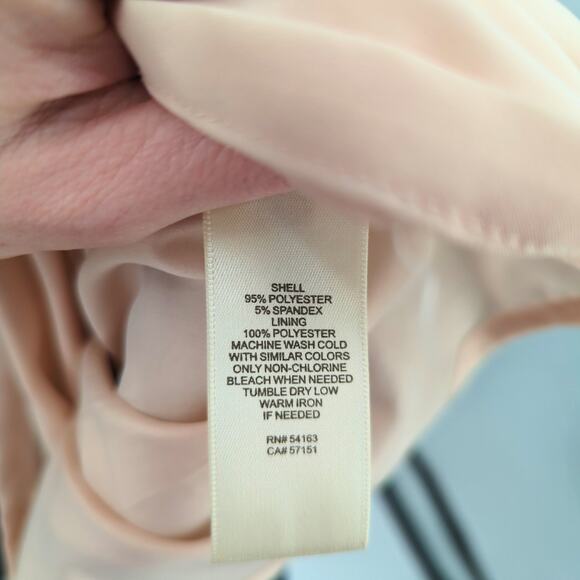 SHELL
95% POLYESTER
5% SPANDEX
LINING
100% POLYESTER
MACHINE WASH COLD
WITH SIMILAR COLORS
ONLY NON-CHLORINE
BLEACH WHEN NEEDED
TUMBLE DRY LOW
WARM IRON
IF NEEDED
RN# 54163
CA# 57151